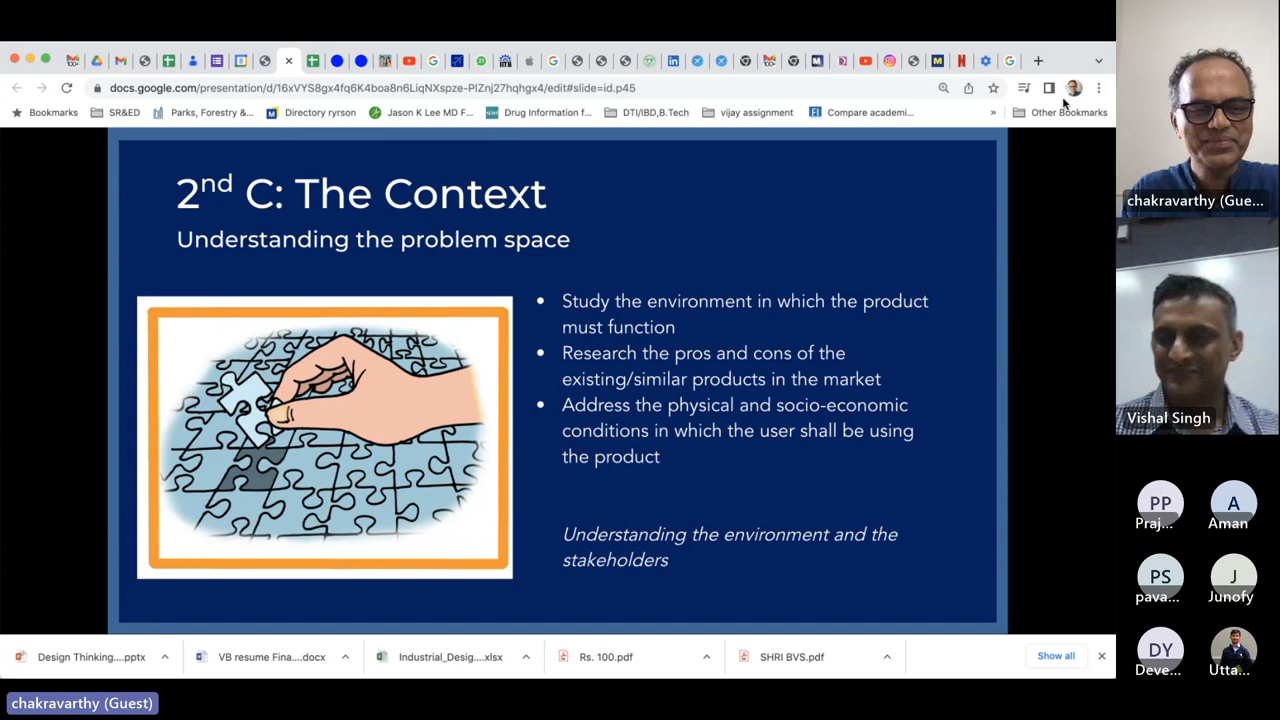 docs.google.com/presentation/d/16xVYS8gx4fq6K4boa8n6LiqNXspze-PlZnj27hqhgx4/edit#slide=id.p45
Bookmarks
SR&ED
Parks, Forestry &...
Directory ryrson
Jason K Lee MD F...
Drug Information f...
DTI/IBD,B.Tech
vijay assignment
Compare academi...
»
Other Bookmarks
2nd C: The Context
Understanding the problem space
• Study the environment in which the product
must function
• Research the pros and cons of the
existing/similar products in the market
• Address the physical and socio-economic
conditions in which the user shall be using
the product
Understanding the environment and the
stakeholders
chakravarthy (Gue...
Vishal Singh
PP
Praj...
A
Aman
PS
pava...
J
Junofy
DY
Deve...
Utta...
Design Thinking....pptx
VB resume Fina....docx
Industrial_Desig...xlsx
Rs. 100.pdf
SHRI BVS.pdf
Show all
chakravarthy (Guest)